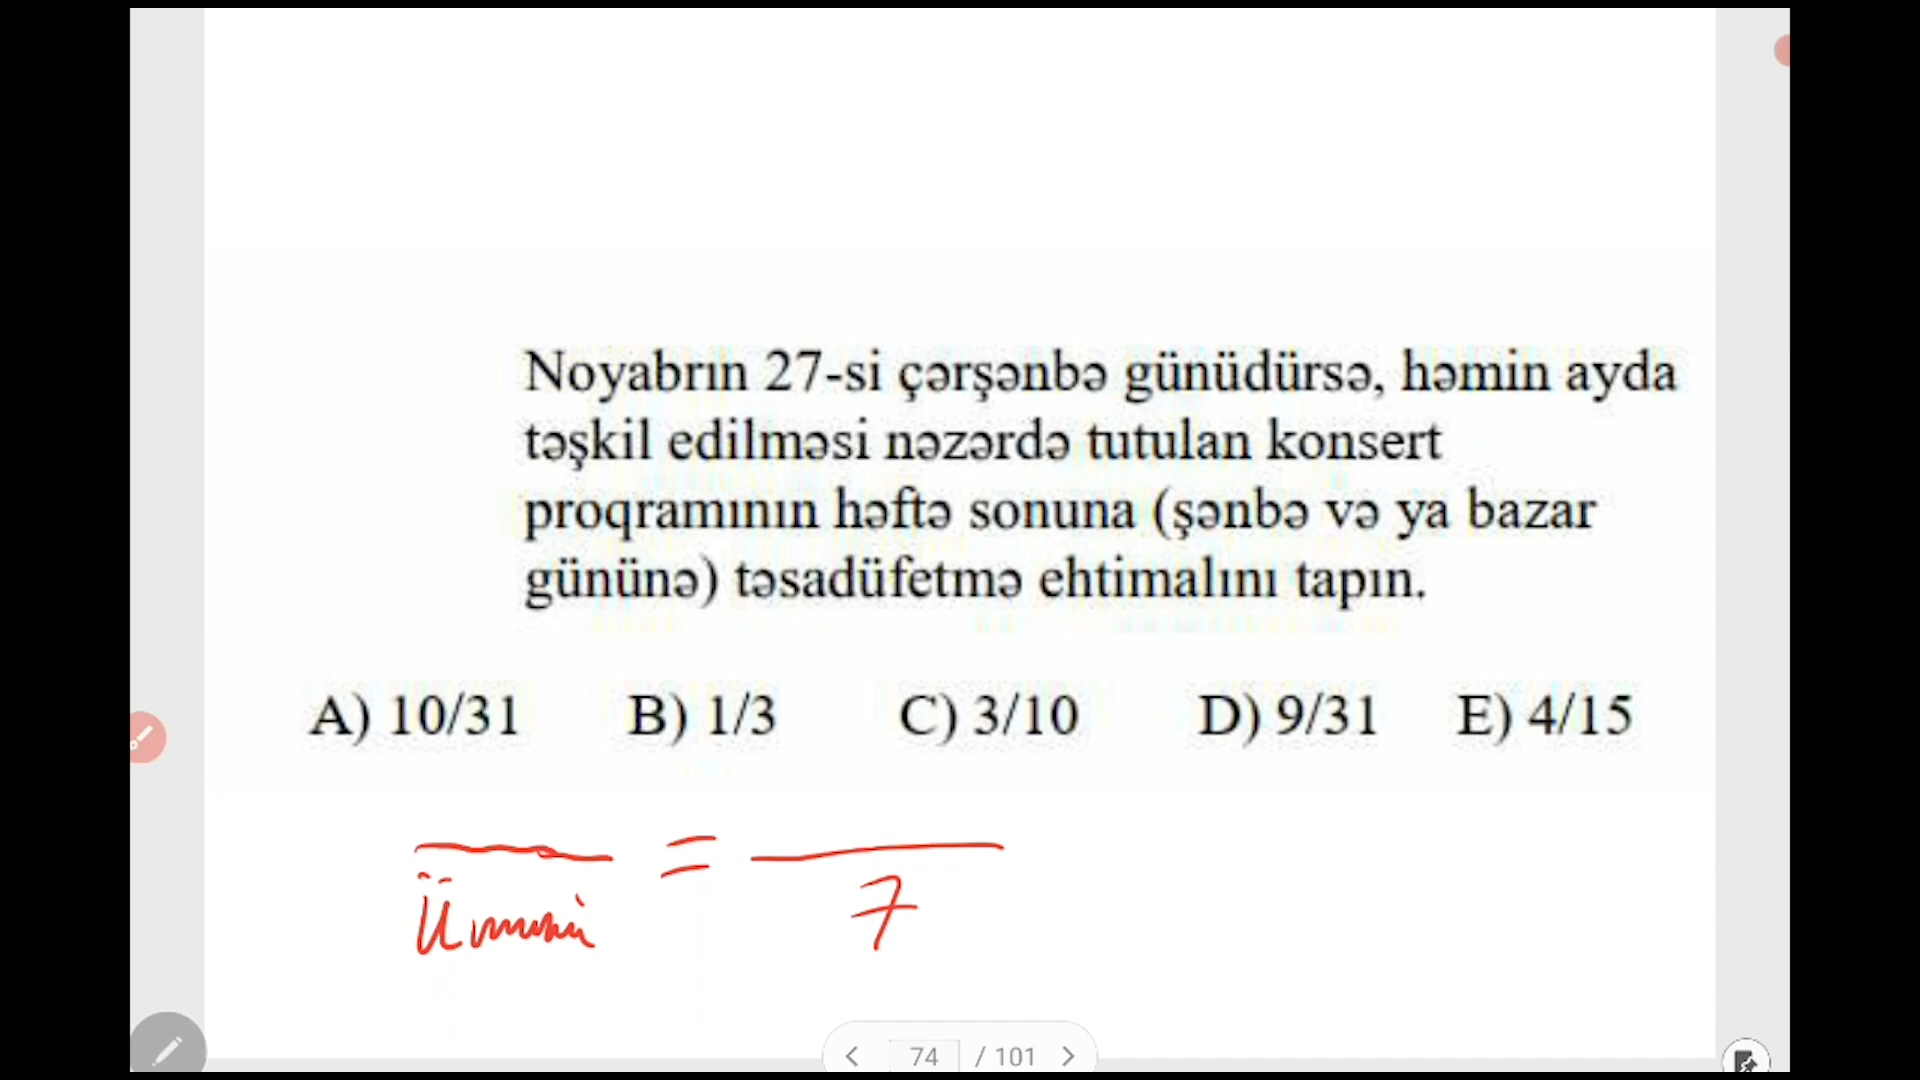 Noyabrın 27-si çərşənbə günüdürsə, həmin ayda
təşkil edilməsi nəzərdə tutulan konsert
proqramının həftə sonuna (şənbə və ya bazar
gününə) təsadüfetmə ehtimalını tapın.
A) 10/31 B) 1/3 C) 3/10 D) 9/31 E) 4/15
=
Ümumi 7
74 / 101